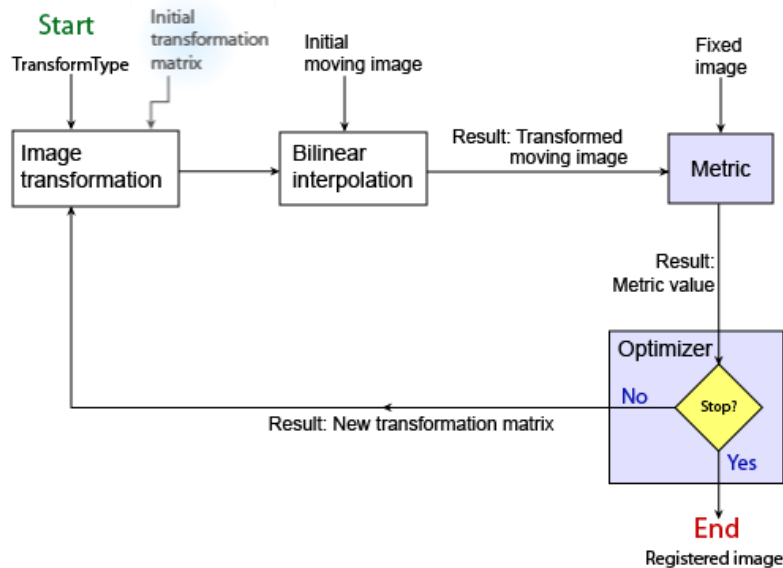 Start
TransformType
Initial
transformation
matrix
Initial
moving image
Fixed
image
Image
transformation
Bilinear
interpolation
Result: Transformed
moving image
Metric
Result:
Metric value
Optimizer
Stop?
No
Result: New transformation matrix
Yes
End
Registered image